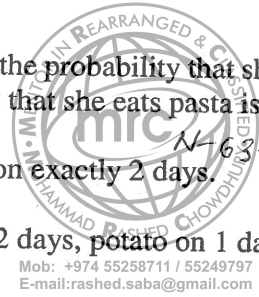 REARRANGED & CLASSIFIED
the probability that sh
that she eats pasta is
mrc
N-63
on exactly 2 days.
2 days, potato on 1 da
MUHAMMAD RASHED CHOWDHURY
Mob: +974 55258711 / 55249797
E-mail:rashed.saba@gmail.com